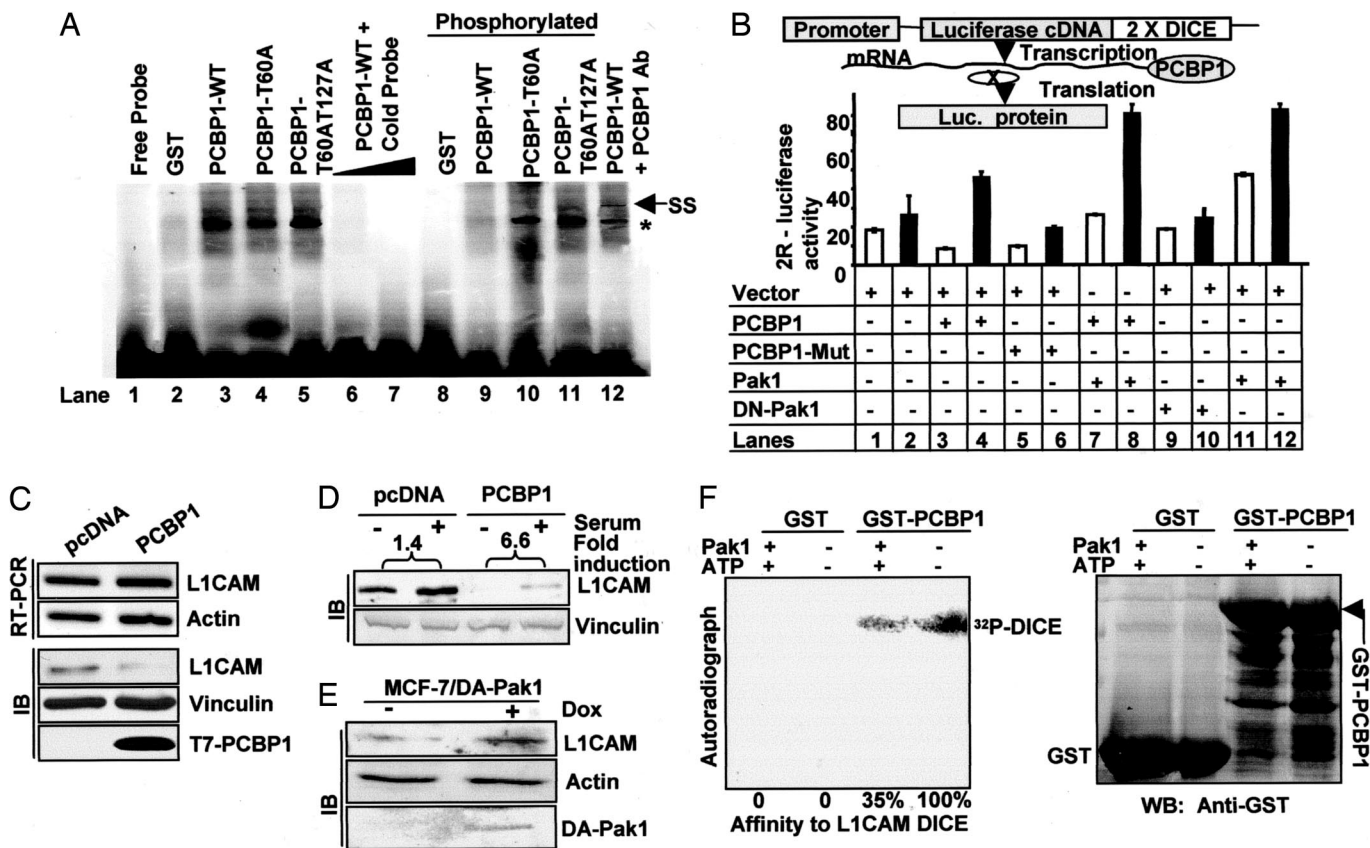 A
Phosphorylated
Free Probe
GST
PCBP1-WT
PCBP1-T60A
PCBP1-
T60AT127A
PCBP1-WT +
Cold Probe
GST
PCBP1-WT
PCBP1-T60A
PCBP1-
T60AT127A
PCBP1-WT
+ PCBP1 Ab
SS
*
Lane 1 2 3 4 5 6 7 8 9 10 11 12
B
Promoter Luciferase cDNA 2 X DICE
Transcription
mRNA
PCBP1
X
Translation
Luc. protein
2R - luciferase
activity
80
60
40
20
0
Vector + + + + + + - - + + + +
PCBP1 - - + + - - + + - - - -
PCBP1-Mut - - - - + + - - - - - -
Pak1 - - - - - - + + - - + +
DN-Pak1 - - - - - - - - + + - -
Lanes 1 2 3 4 5 6 7 8 9 10 11 12
C
pcDNA
PCBP1
RT-PCR
L1CAM
Actin
IB
L1CAM
Vinculin
T7-PCBP1
D
pcDNA PCBP1
- + - + Serum
1.4 6.6 Fold
induction
IB
L1CAM
Vinculin
E
MCF-7/DA-Pak1
- + Dox
IB
L1CAM
Actin
DA-Pak1
F
GST GST-PCBP1
Pak1 + - + -
ATP + - + -
Autoradiograph
32P-DICE
0 0 35% 100%
Affinity to L1CAM DICE
GST GST-PCBP1
Pak1 + - + -
ATP + - + -
GST-PCBP1
GST
WB: Anti-GST